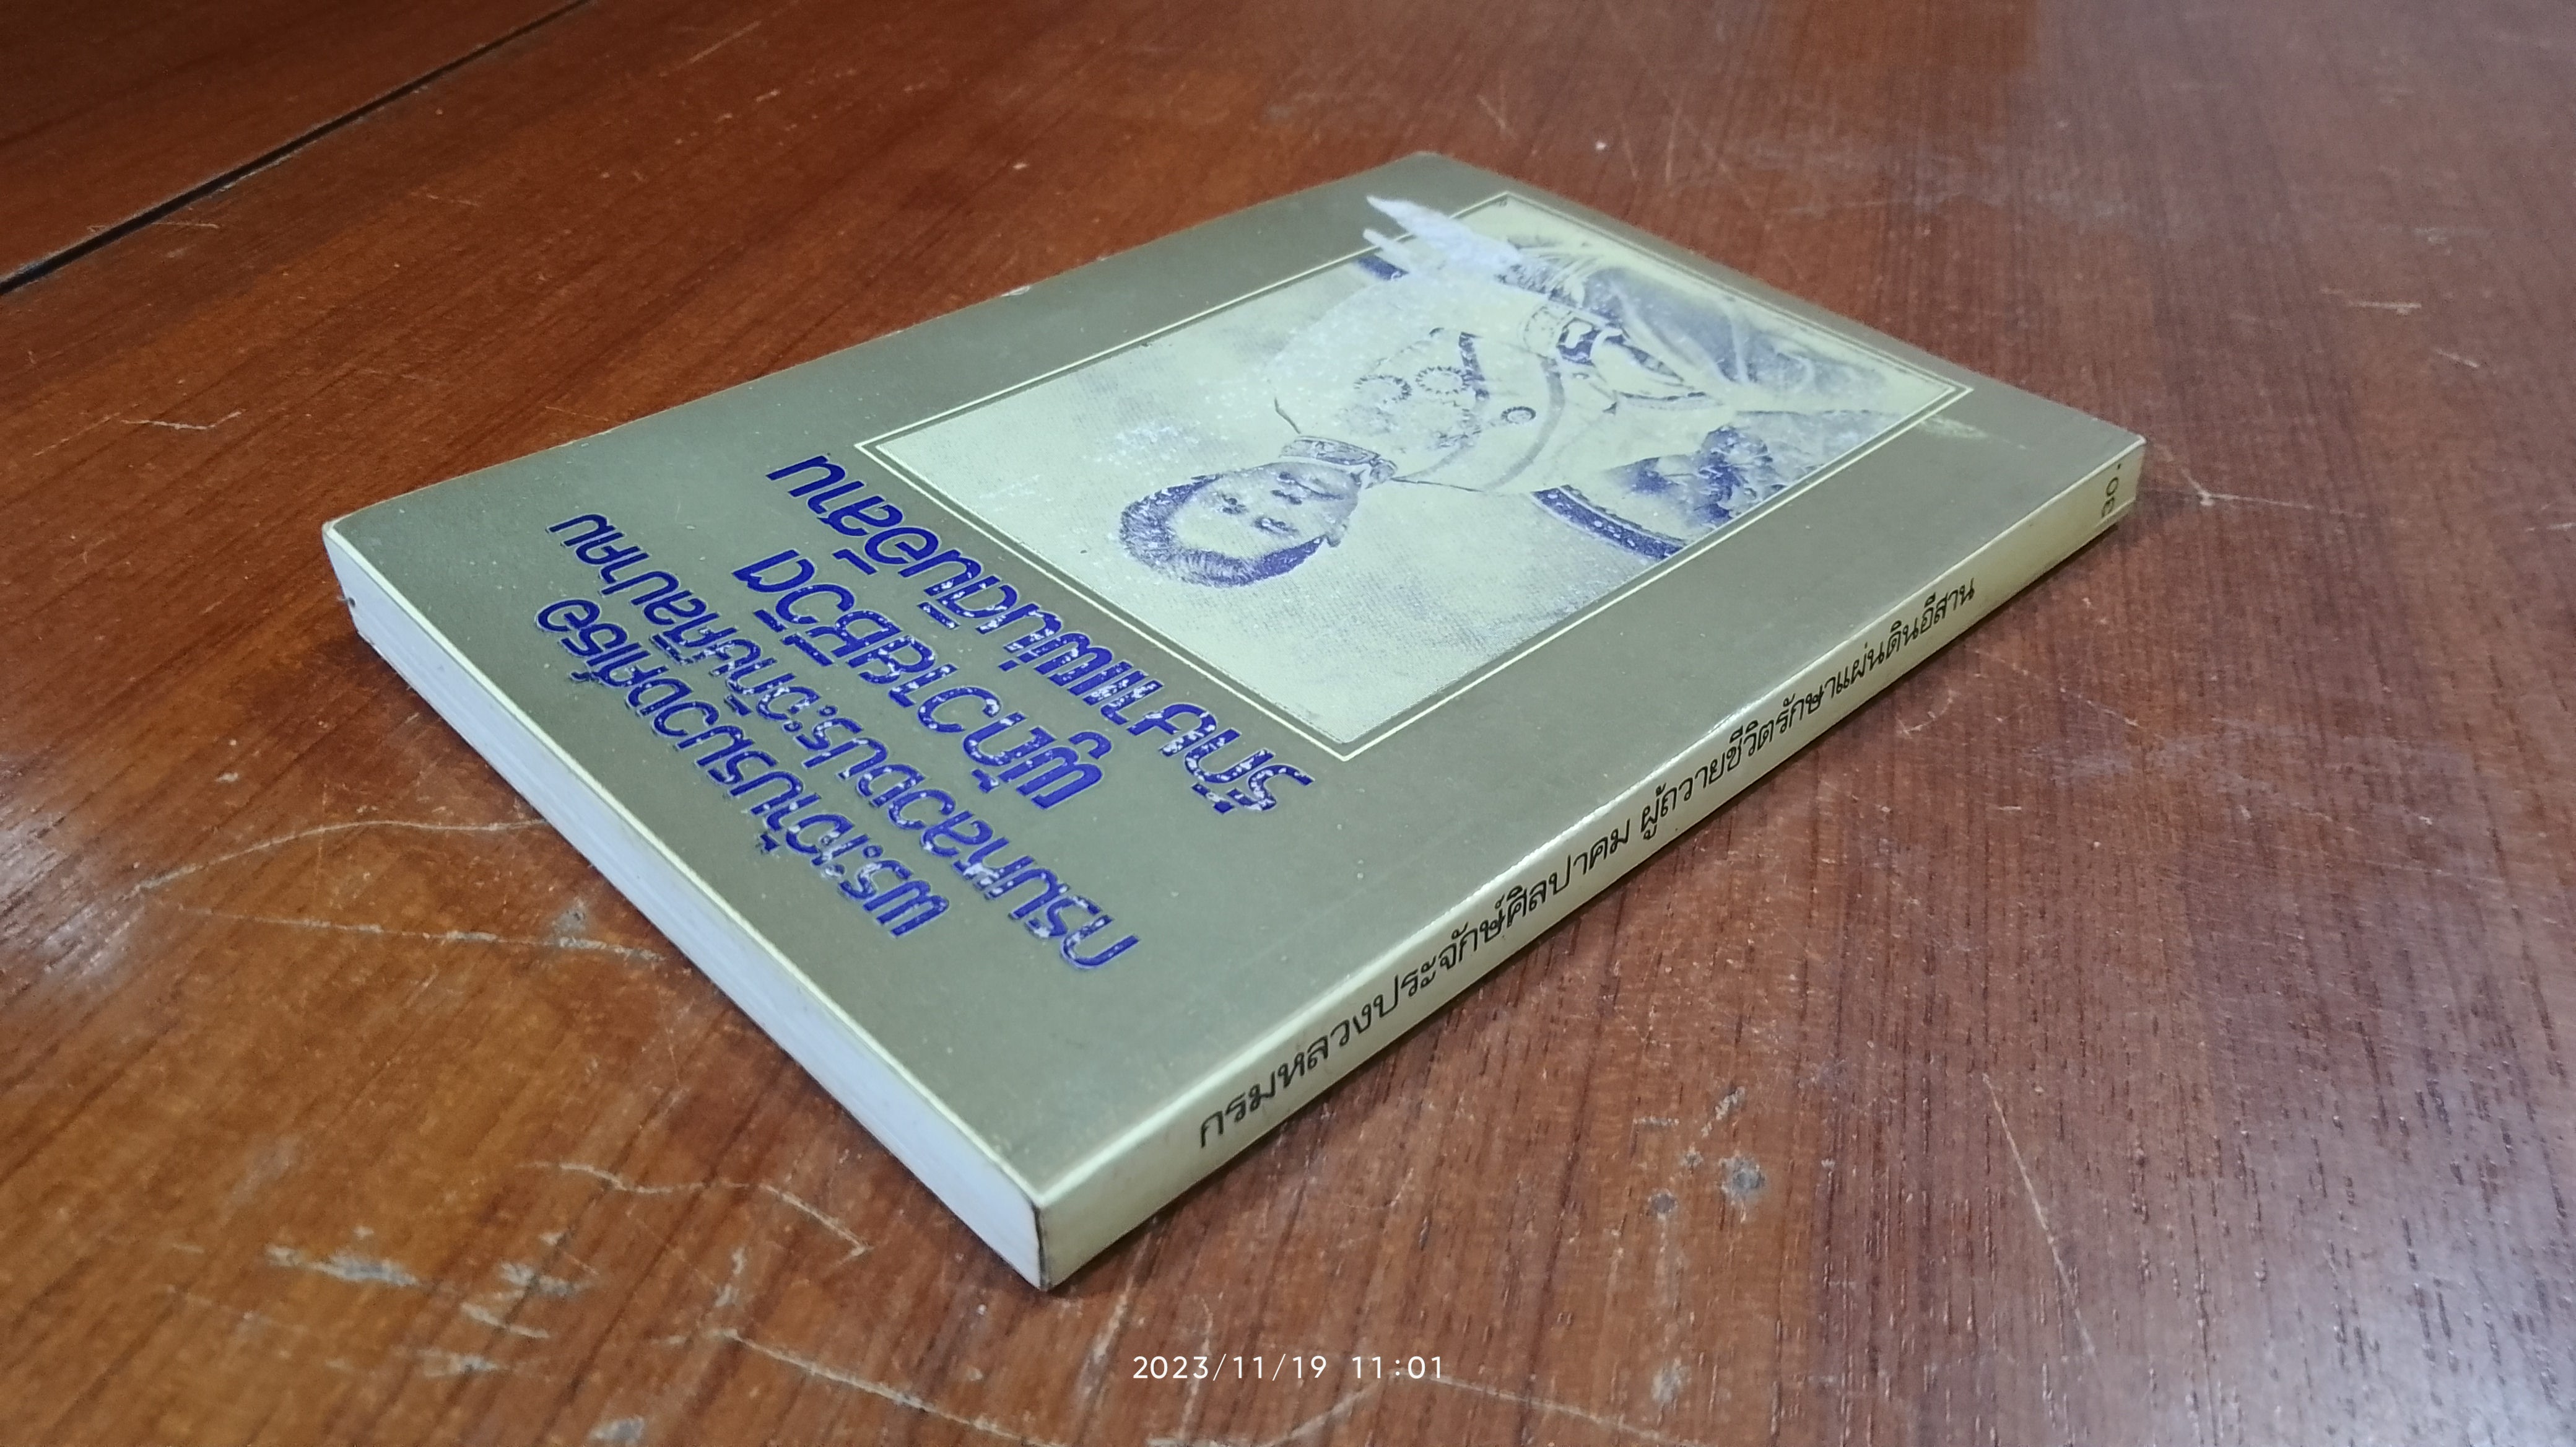 พระเจ้าบรมวงศ์เธอ
กรมหลวงประจักษ์ศิลปาคม
ผู้ถวายชีวิต
รักษาแผ่นดินอีสาน
กรมหลวงประจักษ์ศิลปาคม ผู้ถวายชีวิตรักษาแผ่นดินอีสาน
30.
2023/11/19 11:01